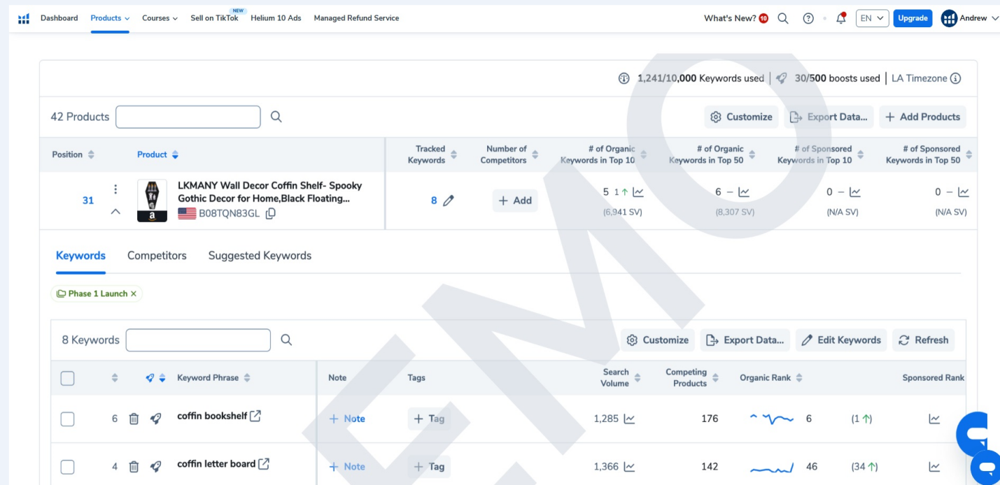 Dashboard Products Courses Sell on TikTok NEW Helium 10 Ads Managed Refund Service What's New? 10 EN Upgrade Andrew
1,241/10,000 Keywords used | 30/500 boosts used | LA Timezone
42 Products Customize Export Data... + Add Products
Position Product Tracked Keywords Number of Competitors # of Organic Keywords in Top 10 # of Organic Keywords in Top 50 # of Sponsored Keywords in Top 10 # of Sponsored Keywords in Top 50
LKMANY Wall Decor Coffin Shelf- Spooky
31 Gothic Decor for Home,Black Floating... 8 + Add 5 1↑ 6 – 0 – 0 –
a B08TQN83GL (6,941 SV) (8,307 SV) (N/A SV) (N/A SV)
Keywords Competitors Suggested Keywords
Phase 1 Launch ×
8 Keywords Customize Export Data... Edit Keywords Refresh
Keyword Phrase Note Tags Search Volume Competing Products Organic Rank Sponsored Rank
6 coffin bookshelf + Note + Tag 1,285 176 6 (1 ↑)
4 coffin letter board + Note + Tag 1,366 142 46 (34 ↑)
DEMO